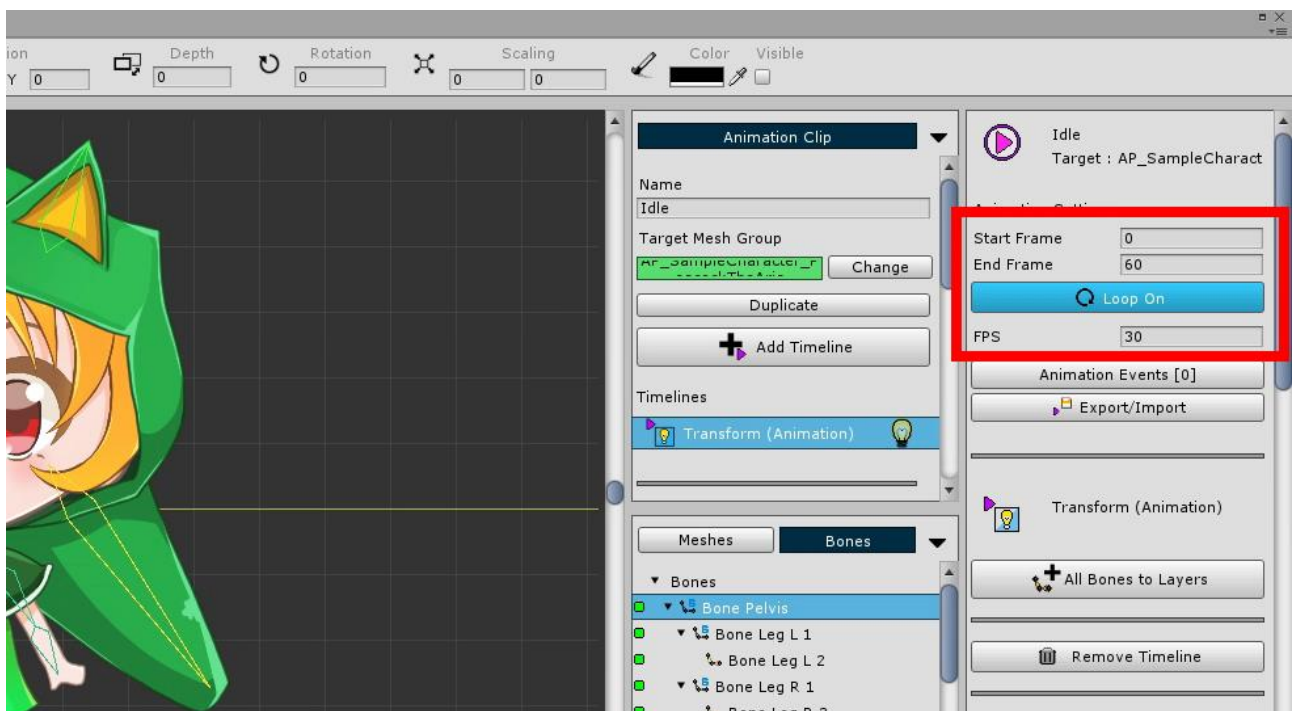 ion Depth Rotation Scaling Color Visible
Y 0 0 0 0 0
Animation Clip
Name
Idle
Target Mesh Group
Change
Duplicate
Add Timeline
Timelines
Transform (Animation)
Meshes Bones
Bones
Bone Pelvis
Bone Leg L 1
Bone Leg L 2
Bone Leg R 1
Idle
Target : AP_SampleCharact
Start Frame 0
End Frame 60
Loop On
FPS 30
Animation Events [0]
Export/Import
Transform (Animation)
All Bones to Layers
Remove Timeline